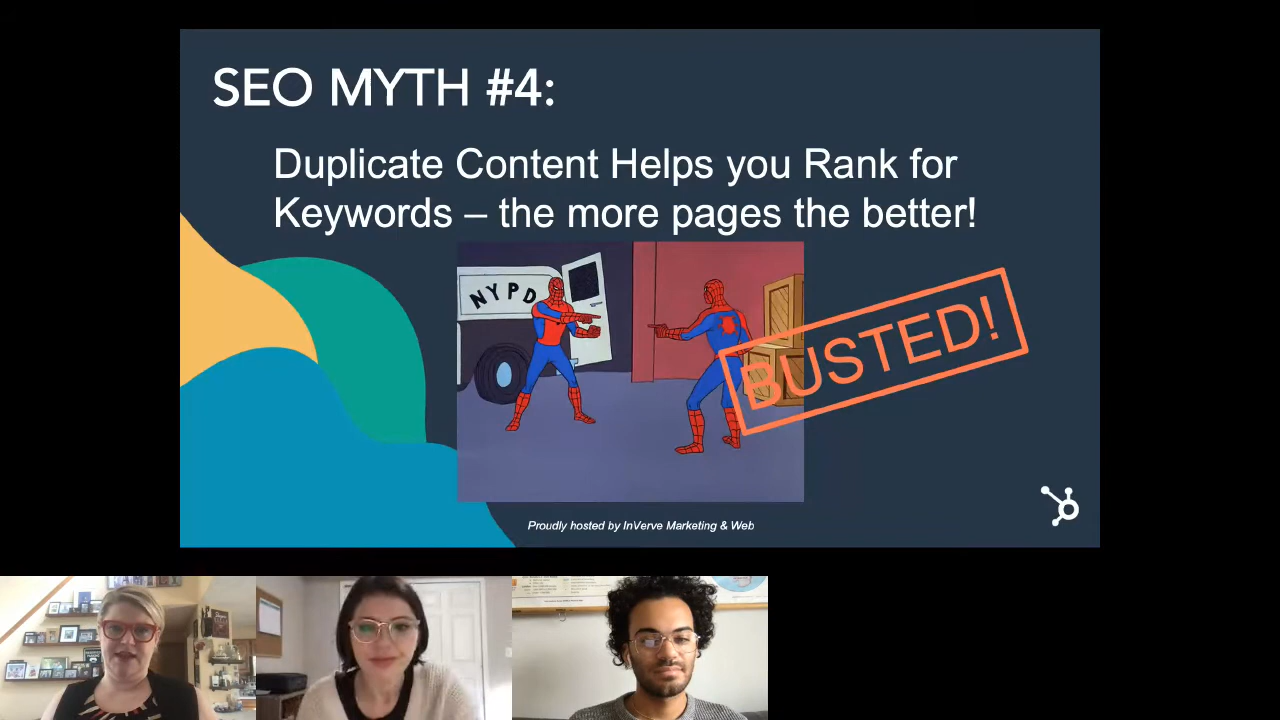 SEO MYTH #4:
Duplicate Content Helps you Rank for
Keywords – the more pages the better!
NYPD
BUSTED!
Proudly hosted by InVerve Marketing & Web